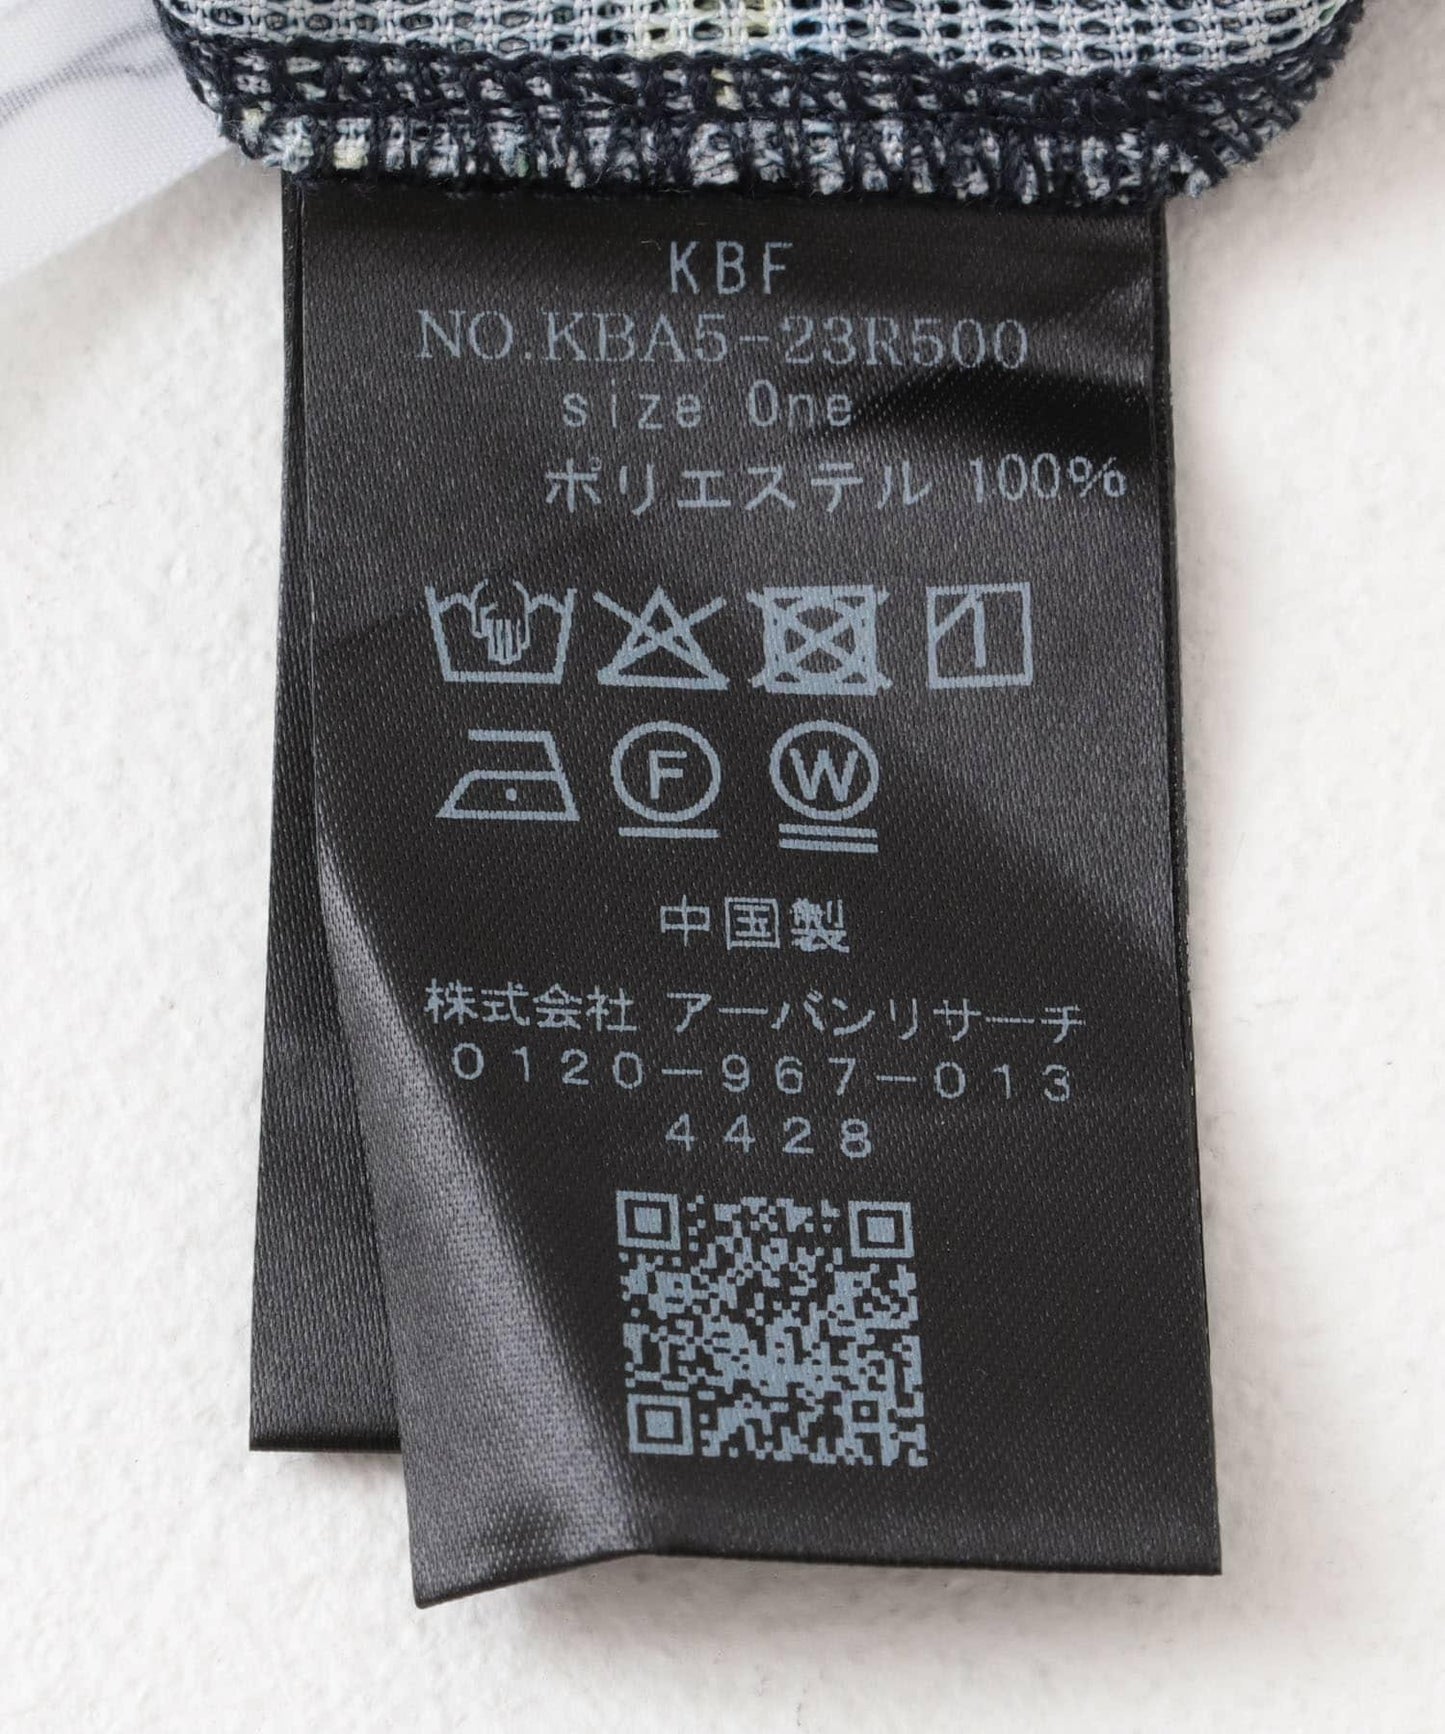 KBF
NO.KBA5-23R500
size One
ポリエステル 100%
F W
中国製
株式会社 アーバンリサーチ
0120-967-013
4428